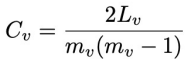 C_v = \frac{2L_v}{m_v(m_v - 1)}